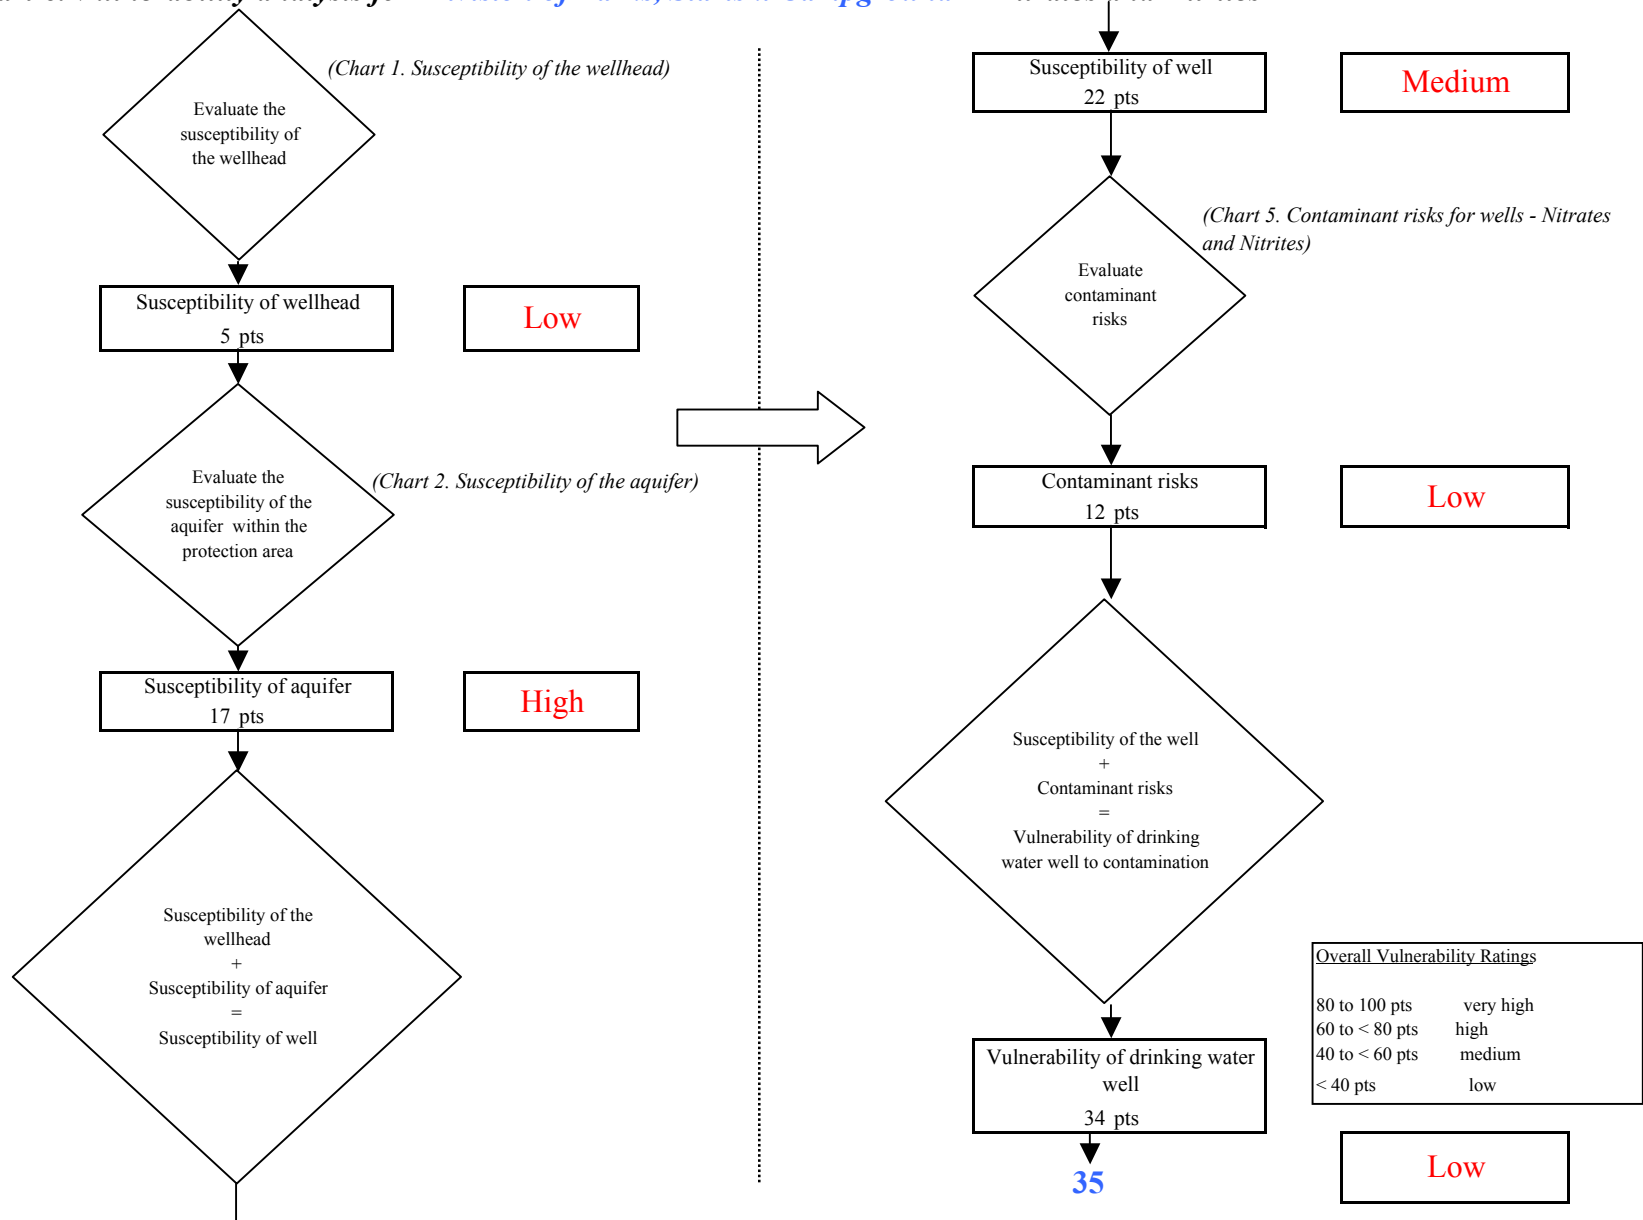 (Chart 1. Susceptibility of the wellhead)
Evaluate the
susceptibility of
the wellhead
Susceptibility of wellhead
5 pts
Low
Evaluate the
susceptibility of the
aquifer within the
protection area
(Chart 2. Susceptibility of the aquifer)
Susceptibility of aquifer
17 pts
High
Susceptibility of the
wellhead
+
Susceptibility of aquifer
=
Susceptibility of well
Susceptibility of well
22 pts
Medium
(Chart 5. Contaminant risks for wells - Nitrates
and Nitrites)
Evaluate
contaminant
risks
Contaminant risks
12 pts
Low
Susceptibility of the well
+
Contaminant risks
=
Vulnerability of drinking
water well to contamination
Overall Vulnerability Ratings
80 to 100 pts very high
60 to < 80 pts high
40 to < 60 pts medium
< 40 pts low
Vulnerability of drinking water
well
34 pts
35
Low